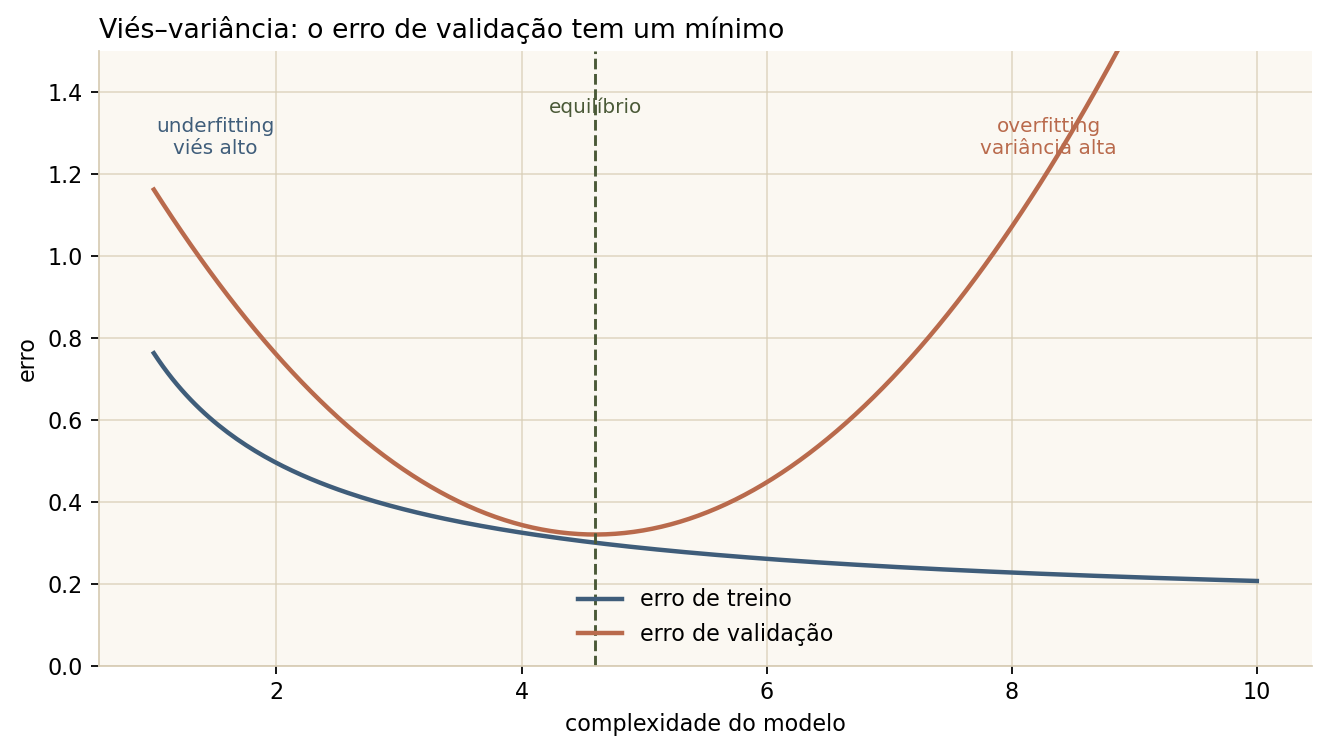 Viés–variância: o erro de validação tem um mínimo
1.4
1.2
1.0
0.8
0.6
0.4
0.2
0.0
erro
underfitting
viés alto
equilíbrio
overfitting
variância alta
erro de treino
erro de validação
2
4
6
8
10
complexidade do modelo